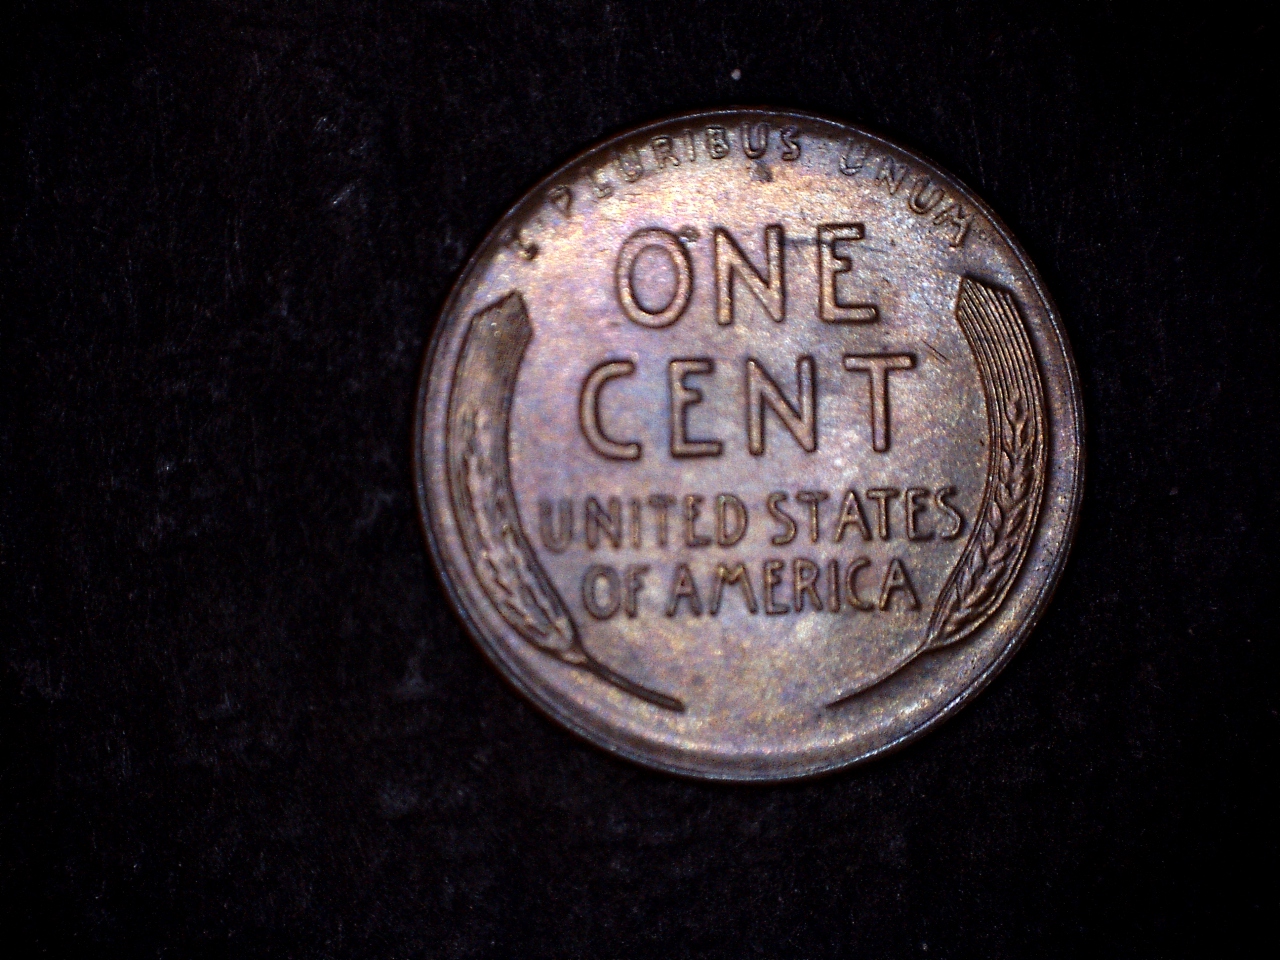 E PLURIBUS UNUM
ONE
CENT
UNITED STATES
OF AMERICA